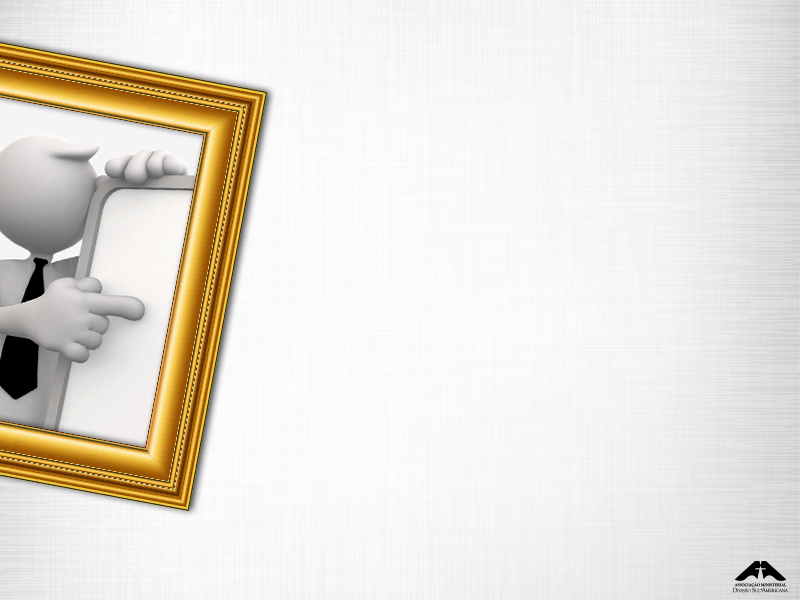 ASSOCIAÇÃO MINISTERIAL
DIVISÃO SUL-AMERICANA